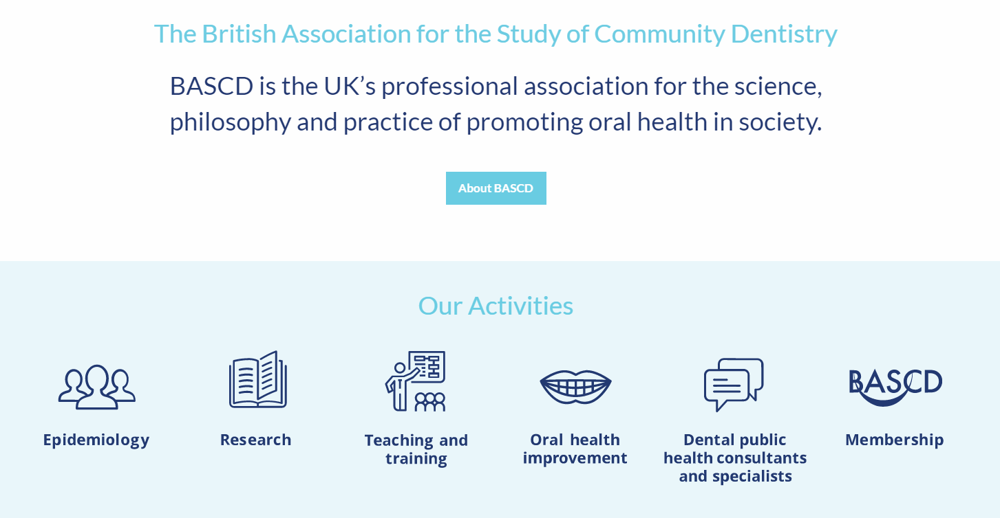 The British Association for the Study of Community Dentistry
BASCD is the UK’s professional association for the science,
philosophy and practice of promoting oral health in society.
About BASCD
Our Activities
BASCD
Epidemiology
Research
Teaching and
training
Oral health
improvement
Dental public
health consultants
and specialists
Membership